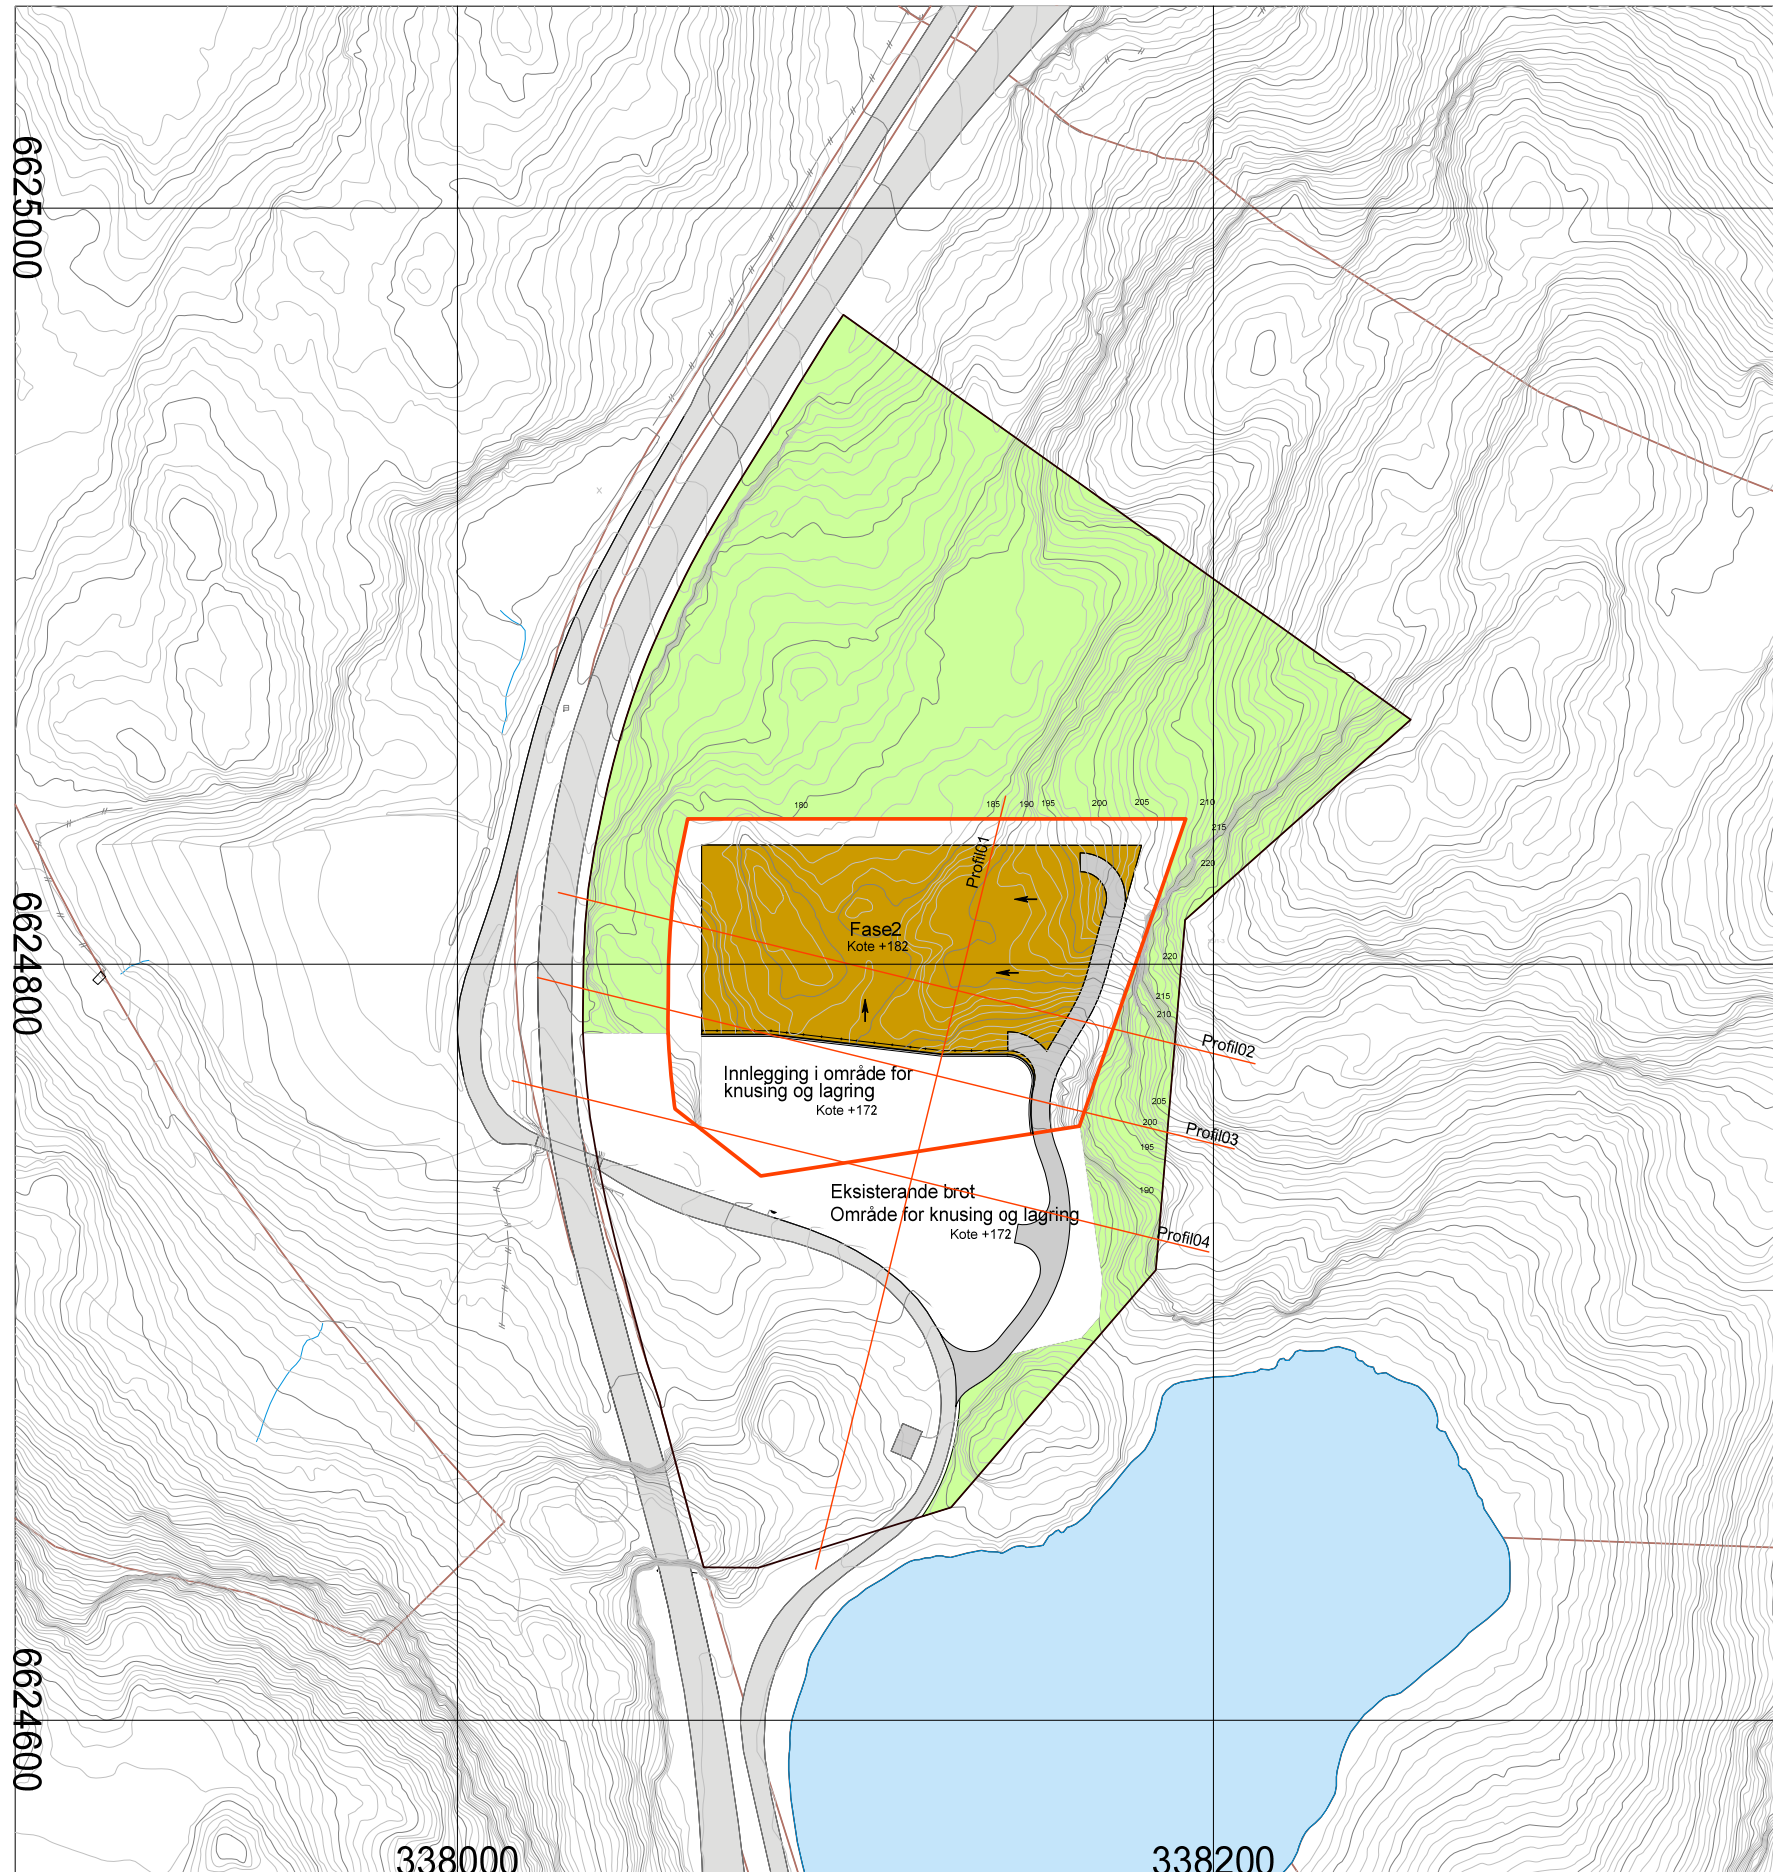 6625000
180
185
190
195
200
205
210
215
220
Profil01
Fase2
Kote +182
6624800
220
215
210
Profil02
Innlegging i område for
knusing og lagring
Kote +172
205
200
Profil03
195
190
Eksisterande brot
Område for knusing og lagring
Kote +172
Profil04
6624600
338000
338200